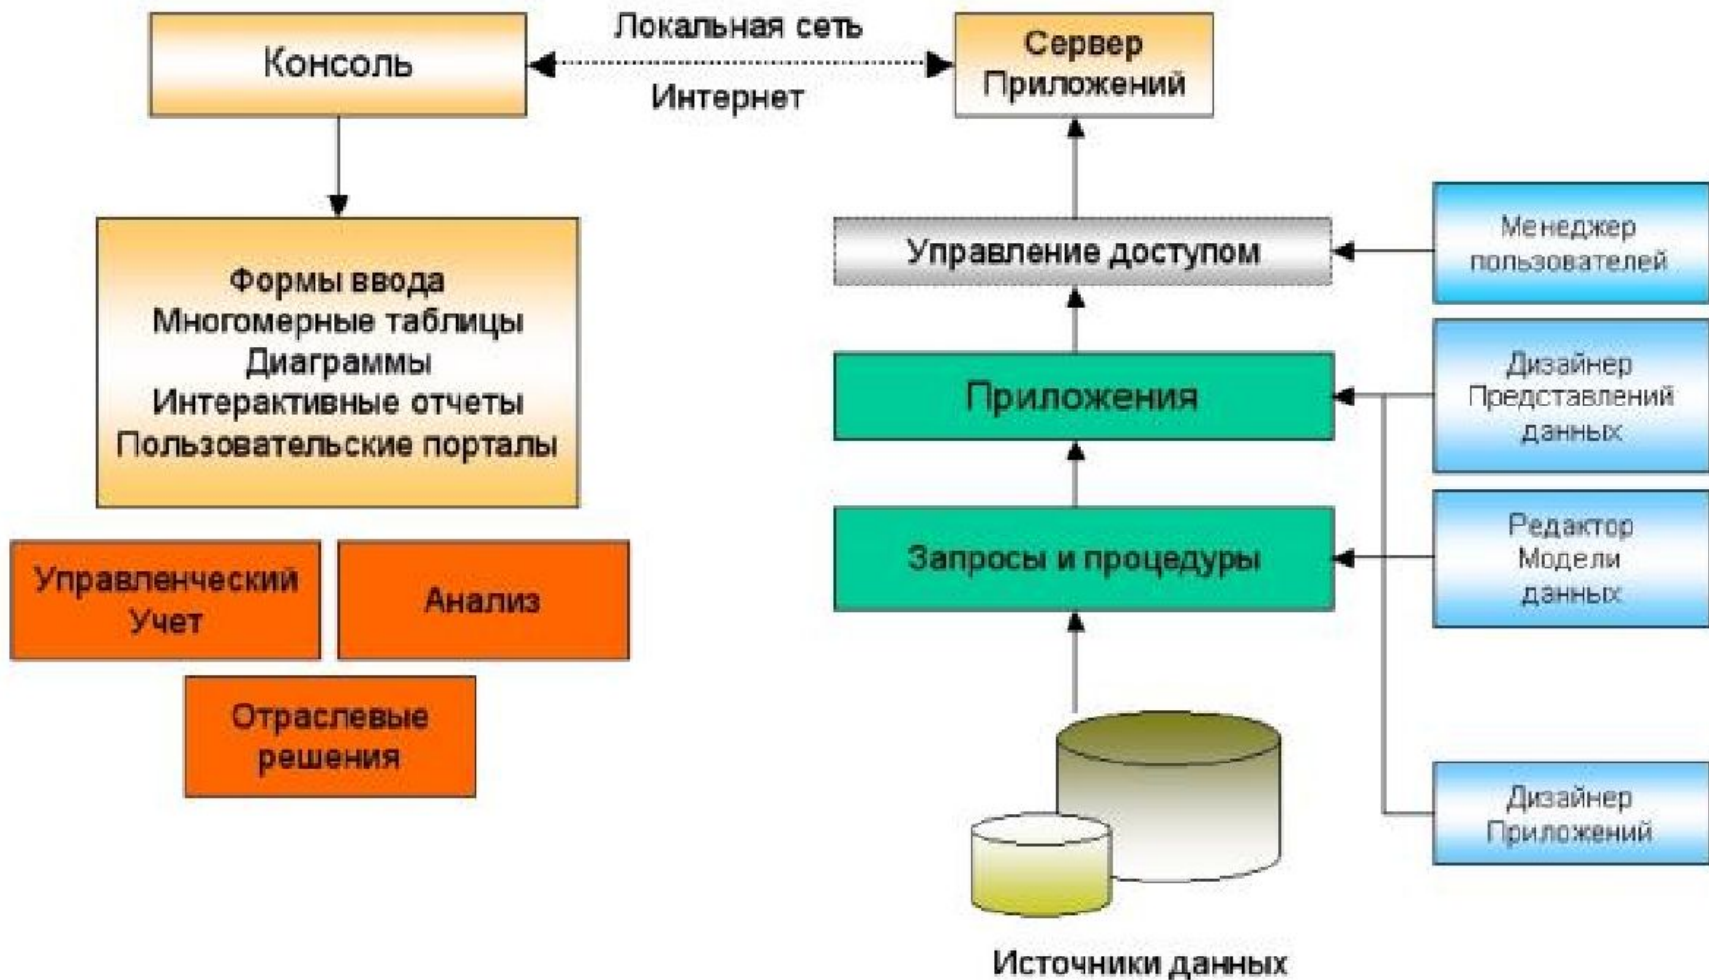 Консоль
Локальная сеть
Интернет
Сервер
Приложений
Формы ввода
Многомерные таблицы
Диаграммы
Интерактивные отчеты
Пользовательские порталы
Управленческий
Учет
Анализ
Отраслевые
решения
Управление доступом
Приложения
Запросы и процедуры
Источники данных
Менеджер
пользователей
Дизайнер
Представлений
данных
Редактор
Модели
данных
Дизайнер
Приложений